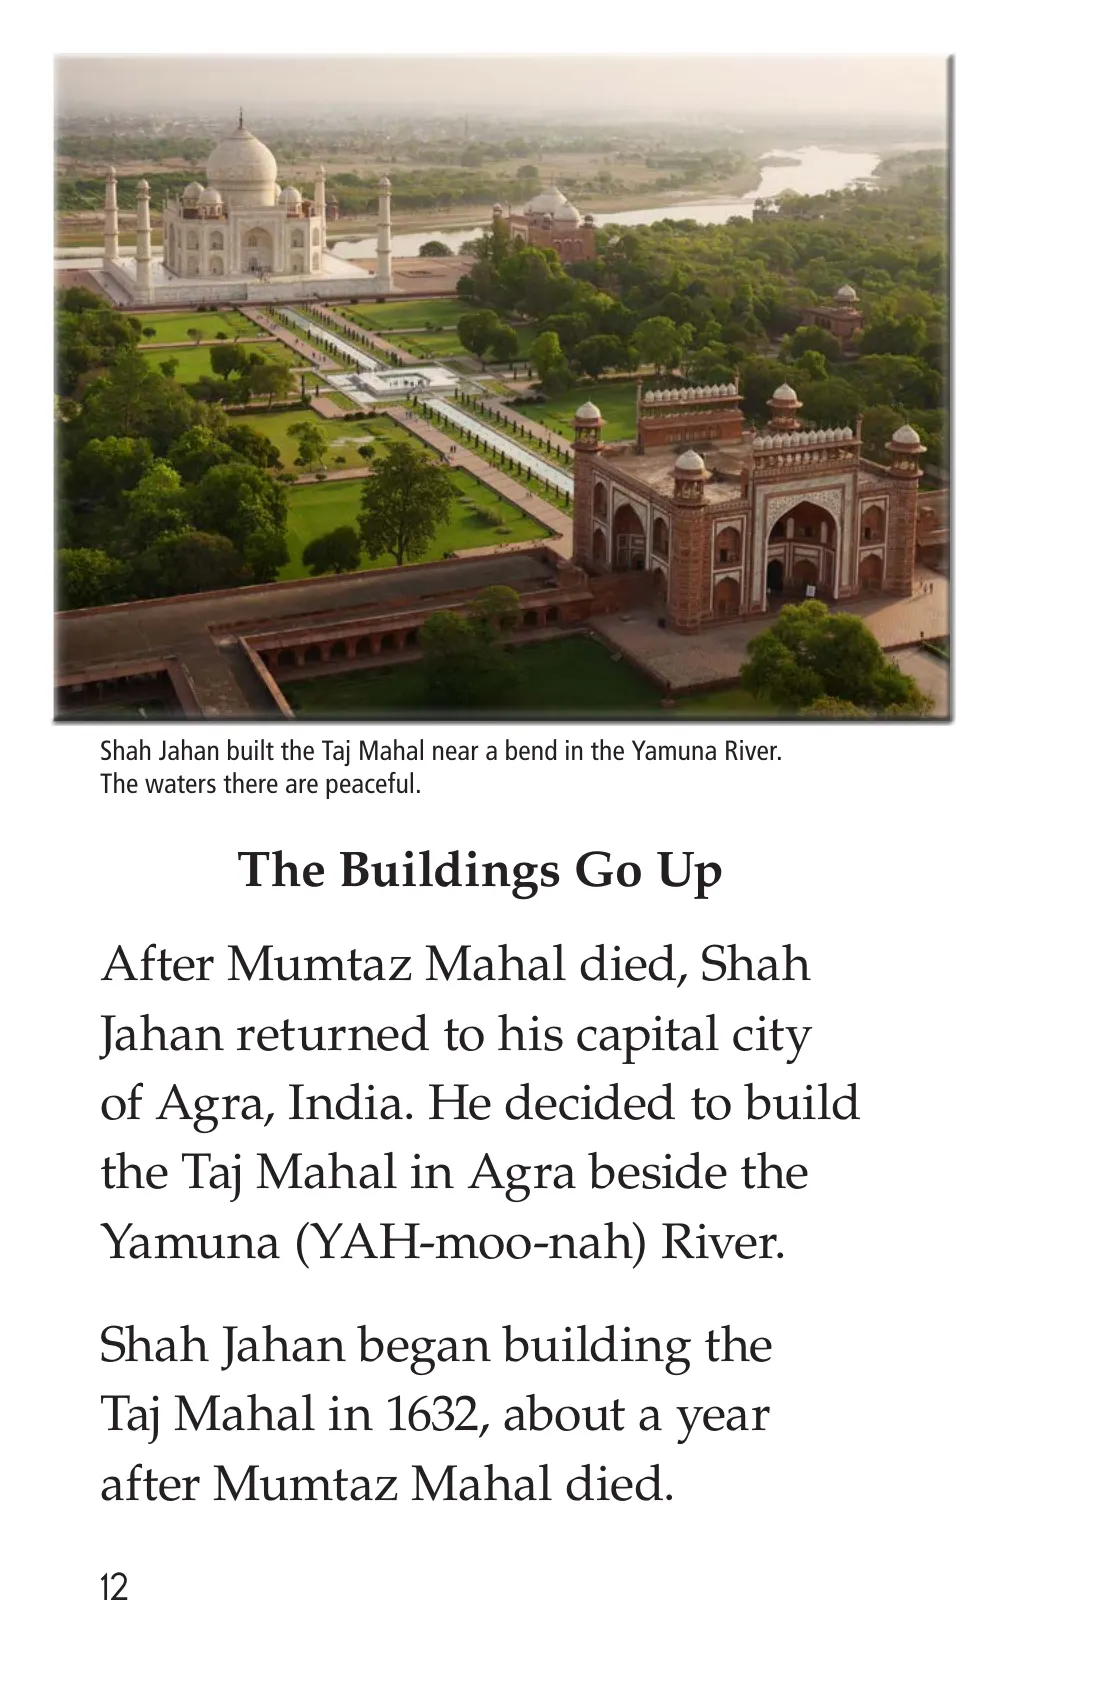 Shah Jahan built the Taj Mahal near a bend in the Yamuna River.
The waters there are peaceful.
The Buildings Go Up
After Mumtaz Mahal died, Shah
Jahan returned to his capital city
of Agra, India. He decided to build
the Taj Mahal in Agra beside the
Yamuna (YAH-moo-nah) River.
Shah Jahan began building the
Taj Mahal in 1632, about a year
after Mumtaz Mahal died.
12